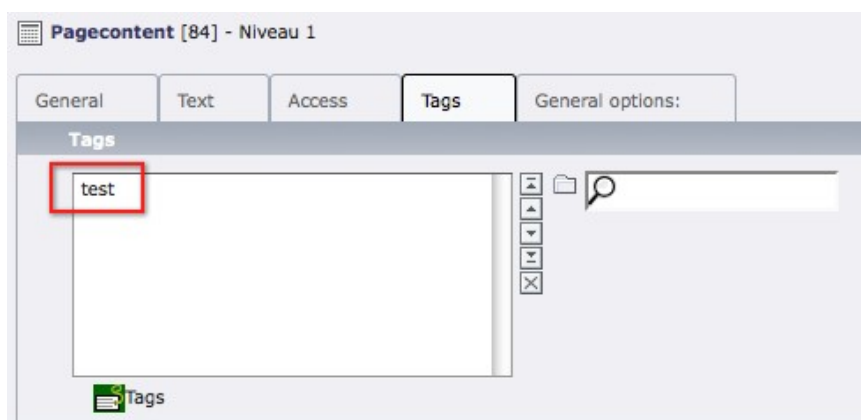 Pagecontent [84] - Niveau 1
General Text Access Tags General options:
Tags
test
Tags